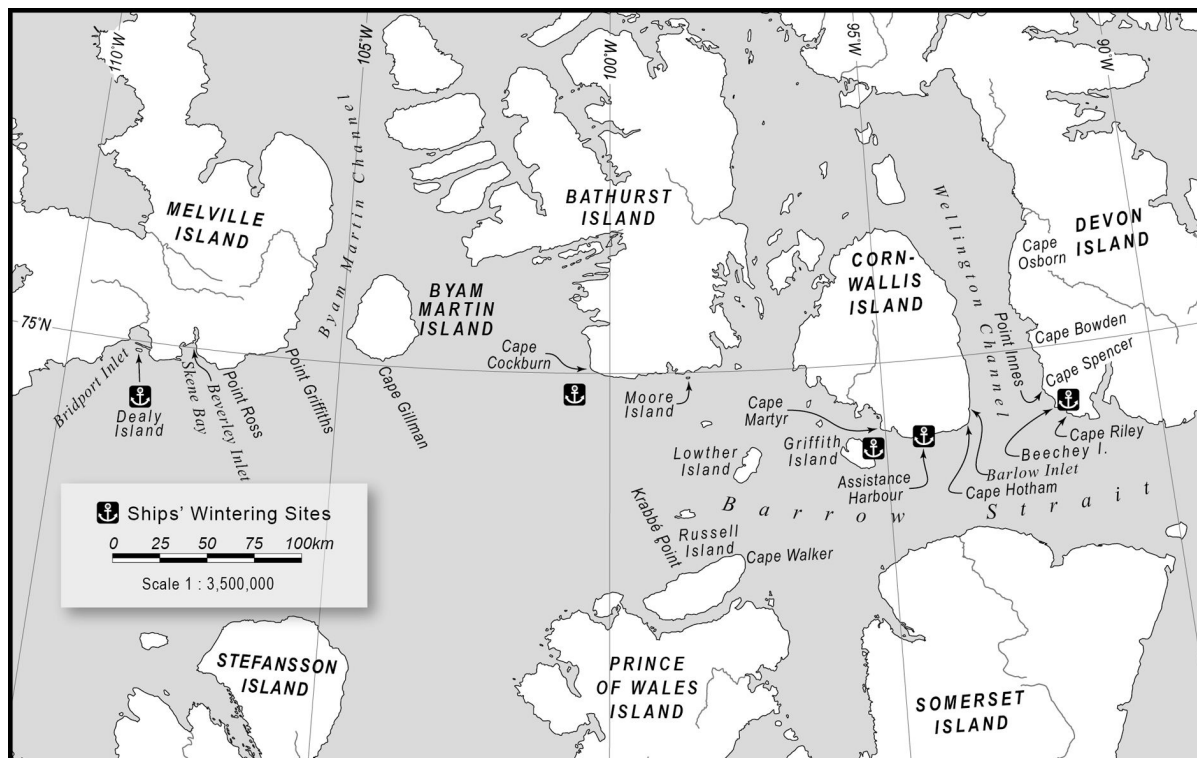 110°W
105°W
100°W
95°W
90°W
75°N
MELVILLE
ISLAND
Byam Martin Channel
BYAM
MARTIN
ISLAND
BATHURST
ISLAND
CORN-
WALLIS
ISLAND
Wellington Channel
DEVON
ISLAND
Cape
Osborn
Cape Bowden
Cape Spencer
Point Innes
Cape Riley
Beechey I.
Barlow Inlet
Cape Hotham
Bridport Inlet
Dealy
Island
Skene Bay
Beverley Inlet
Point Ross
Point Griffiths
Cape Gillman
Cape
Cockburn
Moore
Island
Cape
Martyr
Griffith
Island
Assistance
Harbour
Lowther
Island
Barrow Strait
Krabbé Point
Russell
Island
Cape Walker
Ships' Wintering Sites
0 25 50 75 100km
Scale 1 : 3,500,000
STEFANSSON
ISLAND
PRINCE
OF WALES
ISLAND
SOMERSET
ISLAND